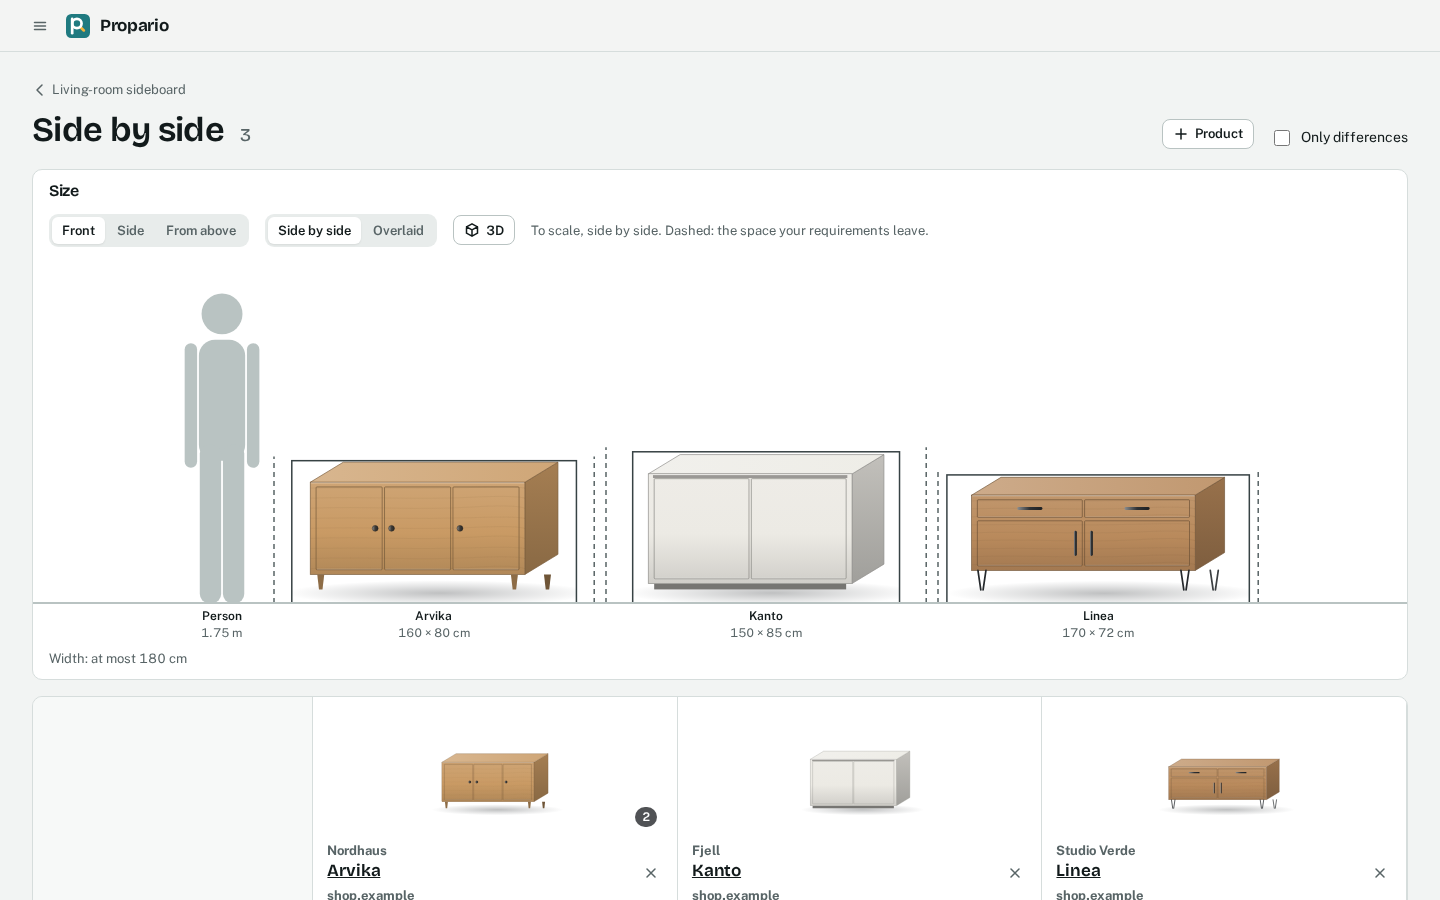 Propario
Living-room sideboard
Side by side 3
Product
Only differences
Size
Front Side From above Side by side Overlaid 3D To scale, side by side. Dashed: the space your requirements leave.
Person Arvika Kanto Linea
1.75 m 160 × 80 cm 150 × 85 cm 170 × 72 cm
Width: at most 180 cm
2
Nordhaus Fjell Studio Verde
Arvika Kanto Linea
shop.example shop.example shop.example